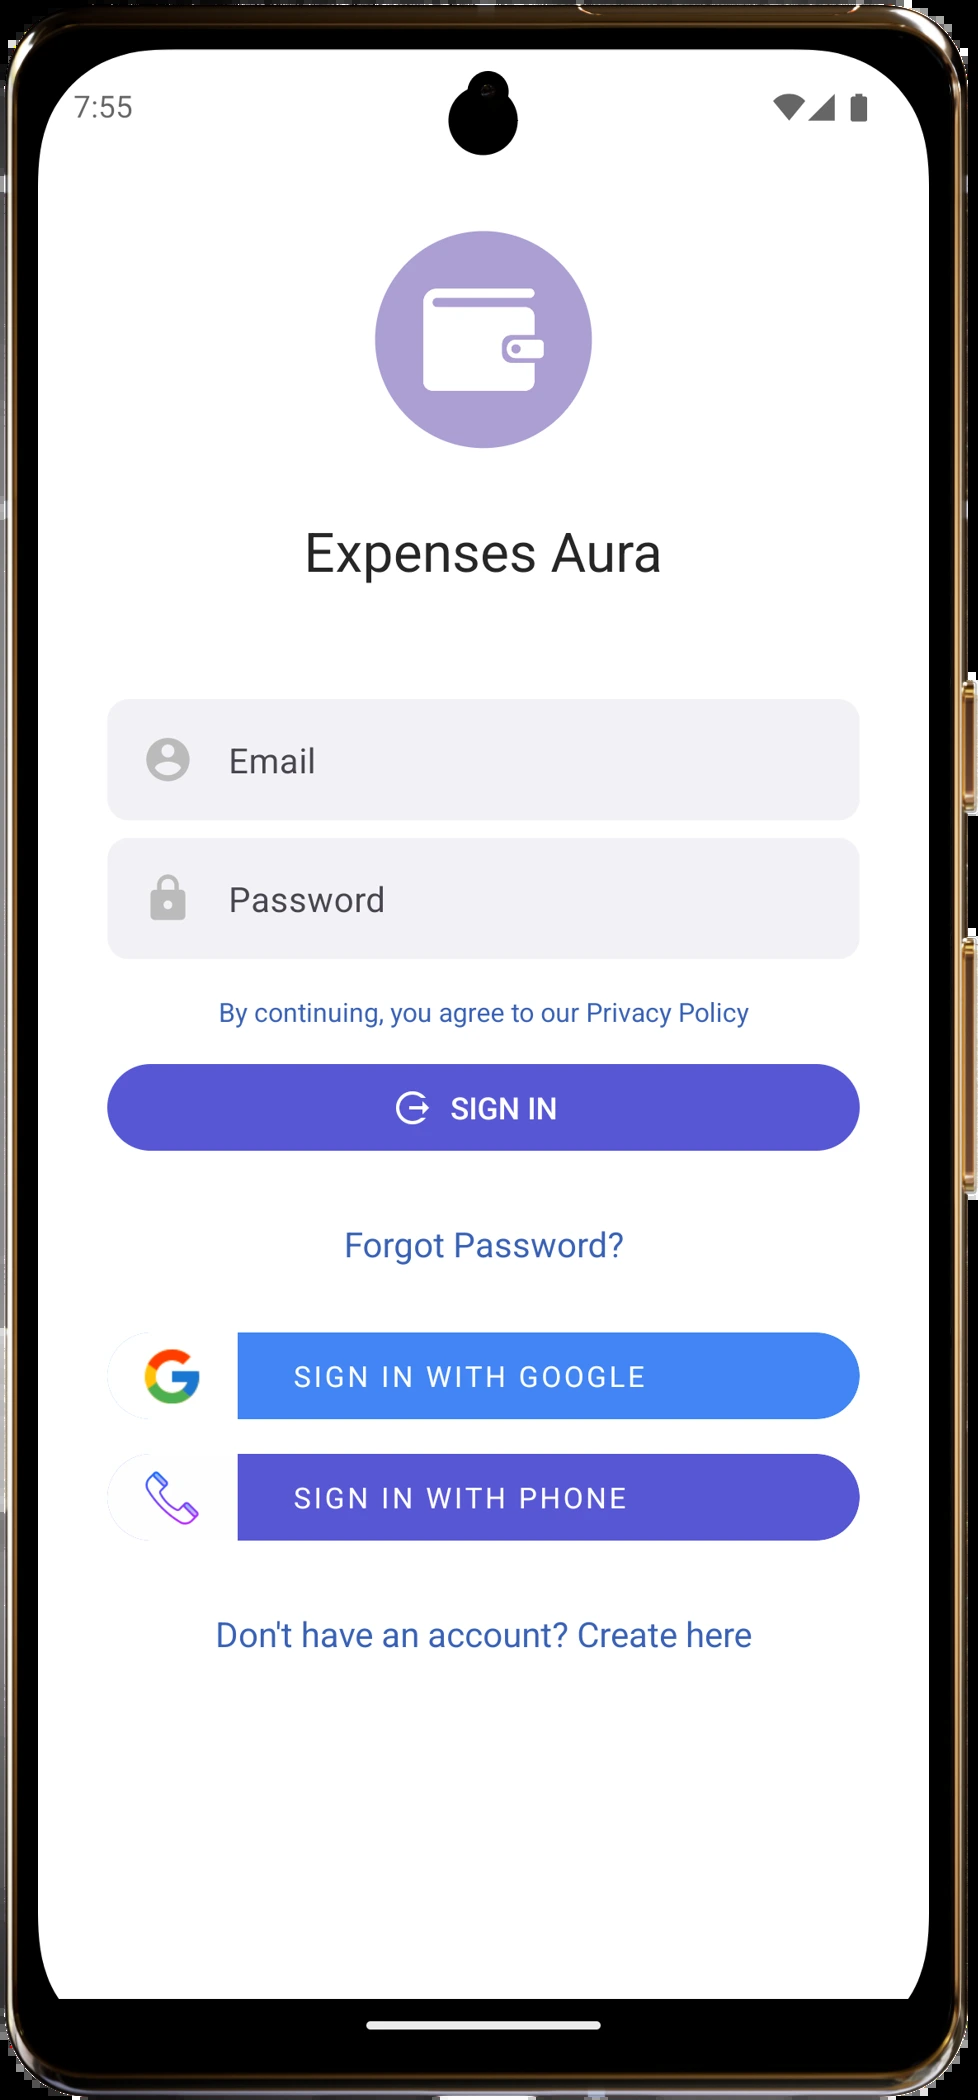 7:55
Expenses Aura
Email
Password
By continuing, you agree to our Privacy Policy
SIGN IN
Forgot Password?
SIGN IN WITH GOOGLE
SIGN IN WITH PHONE
Don't have an account? Create here